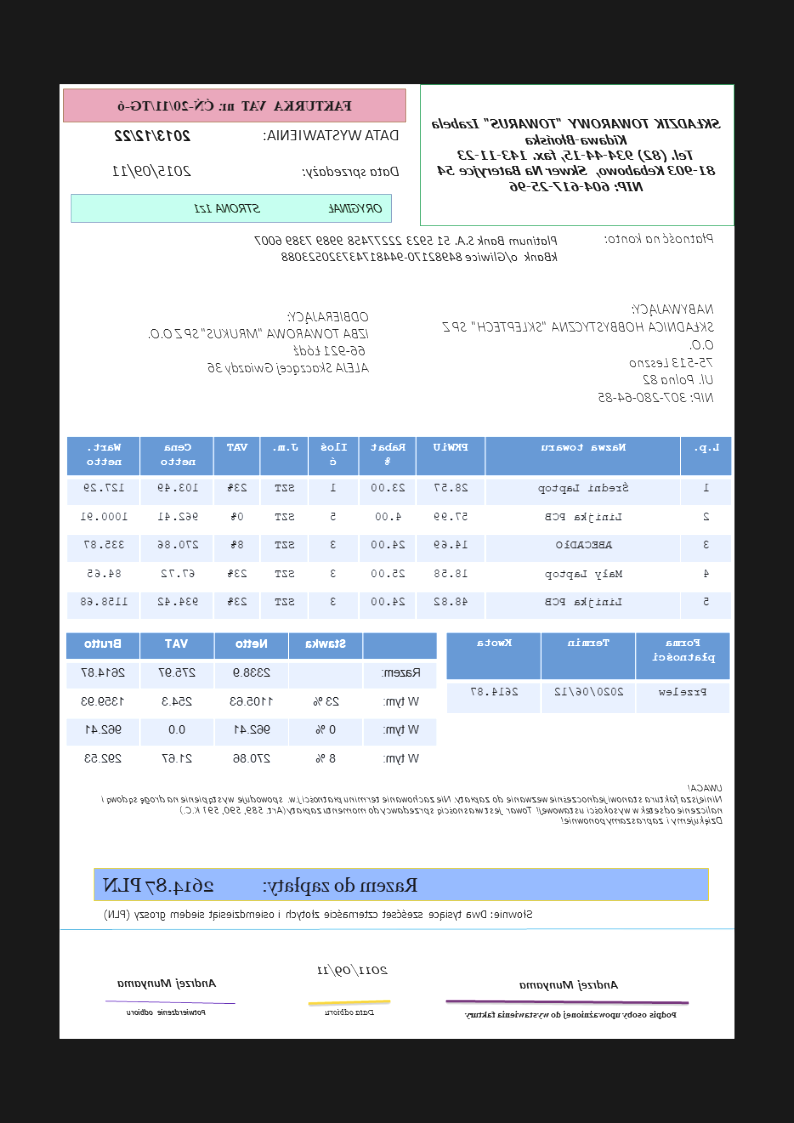 SKŁADZIK TOWAROWY "TOWARUS" Izabela
Kidawa Błońska
Tel. (82) 934-44-15, fax. 143-11-23
81-903 Kebabowo, Skwer Na Bateryjce 54
NIP: 604-617-25-96
FAKTURKA VAT nr. ĆN-20/11/TG-ó
DATA WYSTAWIENIA: 2013/12/22
Data sprzedaży: 2015/09/11
ORYGINAŁ STRONA 1z1
Płatność na konto: Platinum Bank S.A. 51 5923 22277458 9989 7389 6007
kBank o/Gliwice 84982170-944817437320523088
NABYWAJĄCY:
SKŁADNICA HOBBYSTYCZNA "SKLEPTECH" SP Z
O.O.
75-513 Leszno
Ul. Polna 82
NIP: 307-280-64-85
ODBIERAJĄCY:
IZBA TOWAROWA "MRUKUS" SP Z O.O.
66-921 Łódź
ALEJA Skaczącej Gwiazdy 36
L.p. Nazwa towaru PKWiU Rabat % Ilość J.m. VAT Cena netto Wart. netto
1 Średni Laptop 28.57 23.00 1 SZT 23% 103.49 127.29
2 Linijka PCB 57.99 4.00 5 SZT 0% 962.41 1000.91
3 ABECADŁO 14.69 24.00 3 SZT 8% 270.86 335.87
4 Mały Laptop 18.58 25.00 3 SZT 23% 67.72 84.65
5 Linijka PCB 48.82 24.00 3 SZT 23% 934.42 1158.68
Forma płatności Termin Kwota
Przelew 2020/06/12 2614.87
Stawka Netto VAT Brutto
Razem: 2338.9 275.97 2614.87
W tym: 23 % 1105.63 254.3 1359.93
W tym: 0 % 962.41 0.0 962.41
W tym: 8 % 270.86 21.67 292.53
UWAGA!
Niniejsza faktura stanowi jednocześnie wezwanie do zapłaty. Nie zachowanie terminu płatności j.w. spowoduje wystąpienie na drogę sądową i
naliczenie odsetek w wysokości ustawowej! Towar jest własnością sprzedawcy do momentu zapłaty (Art. 589, 590, 591 K.C.)
Dziękujemy i zapraszamy ponownie!
Razem do zapłaty: 2614.87 PLN
Słownie: Dwa tysiące sześćset czternaście złotych i osiemdziesiąt siedem groszy (PLN)
Andrzej Munyama 2011/09/11 Andrzej Munyama
Podpis osoby upoważnionej do wystawienia faktury Data odbioru Potwierdzenie odbioru